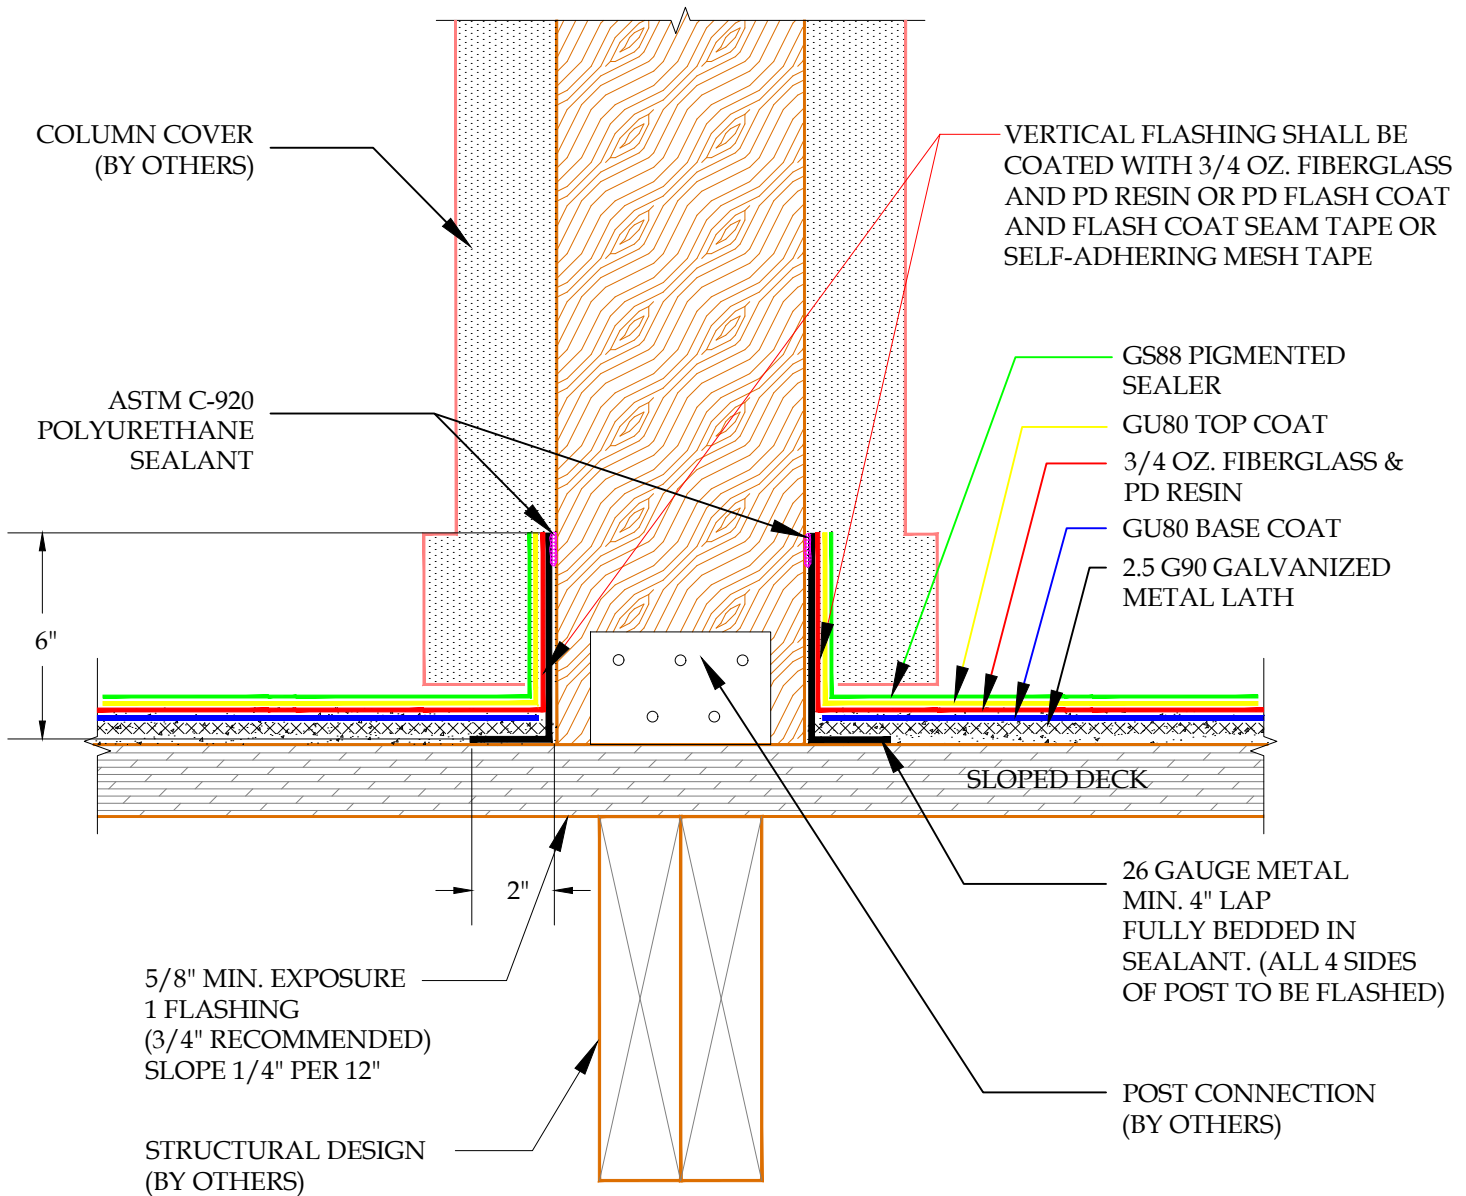 COLUMN COVER
(BY OTHERS)
VERTICAL FLASHING SHALL BE
COATED WITH 3/4 OZ. FIBERGLASS
AND PD RESIN OR PD FLASH COAT
AND FLASH COAT SEAM TAPE OR
SELF-ADHERING MESH TAPE
ASTM C-920
POLYURETHANE
SEALANT
GS88 PIGMENTED
SEALER
GU80 TOP COAT
3/4 OZ. FIBERGLASS &
PD RESIN
GU80 BASE COAT
2.5 G90 GALVANIZED
METAL LATH
6"
SLOPED DECK
2"
26 GAUGE METAL
MIN. 4" LAP
FULLY BEDDED IN
SEALANT. (ALL 4 SIDES
OF POST TO BE FLASHED)
5/8" MIN. EXPOSURE
1 FLASHING
(3/4" RECOMMENDED)
SLOPE 1/4" PER 12"
POST CONNECTION
(BY OTHERS)
STRUCTURAL DESIGN
(BY OTHERS)